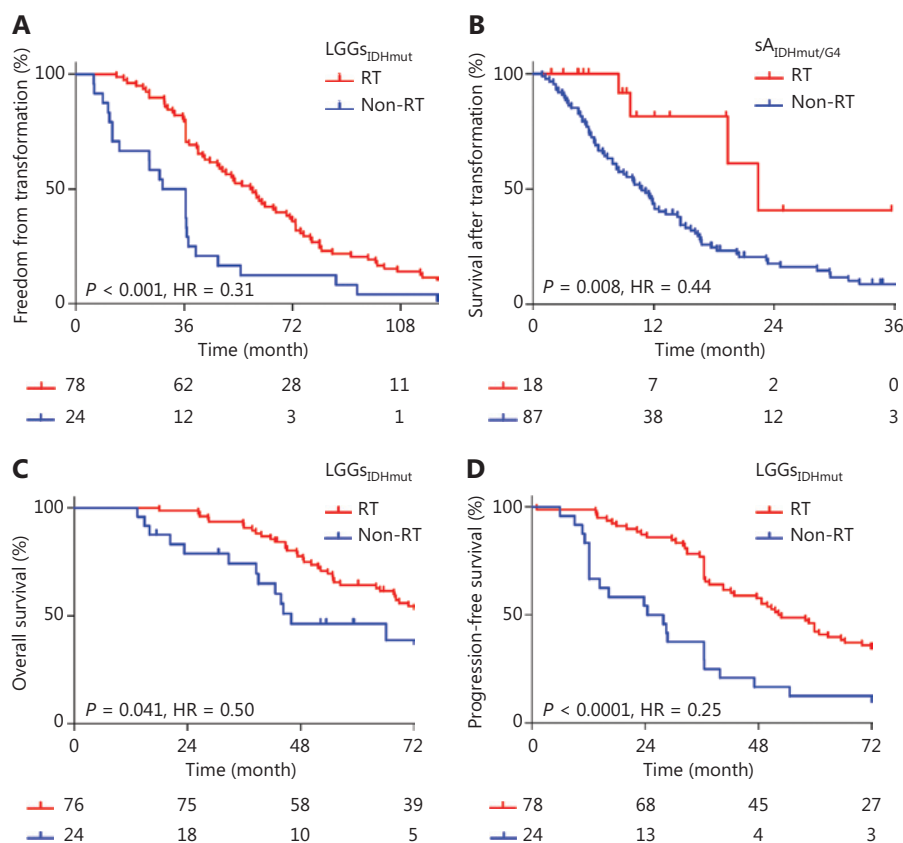 A
LGGsIDHmut
RT
Non-RT
Freedom from transformation (%)
100
50
0
P < 0.001, HR = 0.31
0 36 72 108
Time (month)
78 62 28 11
24 12 3 1
B
sAIDHmut/G4
RT
Non-RT
Survival after transformation (%)
100
50
0
P = 0.008, HR = 0.44
0 12 24 36
Time (month)
18 7 2 0
87 38 12 3
C
LGGsIDHmut
RT
Non-RT
Overall survival (%)
100
50
0
P = 0.041, HR = 0.50
0 24 48 72
Time (month)
76 75 58 39
24 18 10 5
D
LGGsIDHmut
RT
Non-RT
Progression-free survival (%)
100
50
0
P < 0.0001, HR = 0.25
0 24 48 72
Time (month)
78 68 45 27
24 13 4 3